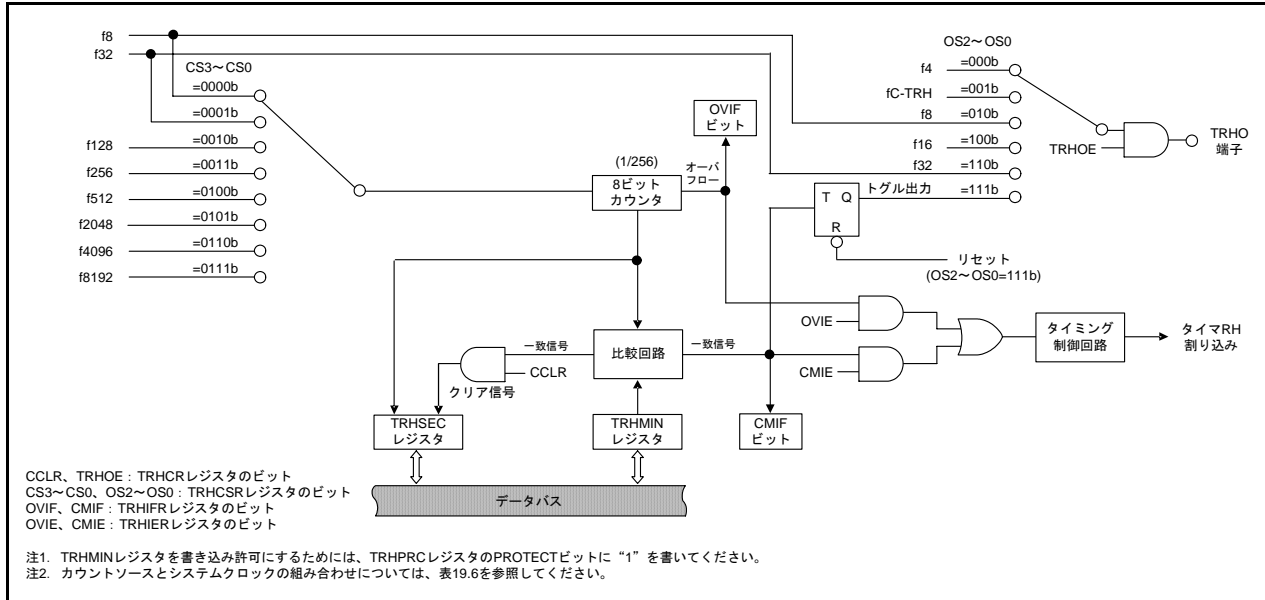 f8
f32
CS3～CS0
=0000b
=0001b
f128 =0010b
f256 =0011b
f512 =0100b
f2048 =0101b
f4096 =0110b
f8192 =0111b
(1/256)
8ビット
カウンタ
オーバ
フロー
OVIF
ビット
OS2～OS0
f4 =000b
fC-TRH =001b
f8 =010b
f16 =100b
f32 =110b
トグル出力 =111b
TRHOE
TRHO
端子
T Q
R
リセット
(OS2～OS0=111b)
OVIE
CMIE
タイミング
制御回路
タイマRH
割り込み
一致信号
比較回路
一致信号
CCLR
クリア信号
TRHSEC
レジスタ
TRHMIN
レジスタ
CMIF
ビット
データバス
CCLR、TRHOE：TRHCRレジスタのビット
CS3～CS0、OS2～OS0：TRHCSRレジスタのビット
OVIF、CMIF：TRHIFRレジスタのビット
OVIE、CMIE：TRHIERレジスタのビット
注1. TRHMINレジスタを書き込み許可にするためには、TRHPRCレジスタのPROTECTビットに“1”を書いてください。
注2. カウントソースとシステムクロックの組み合わせについては、表19.6を参照してください。